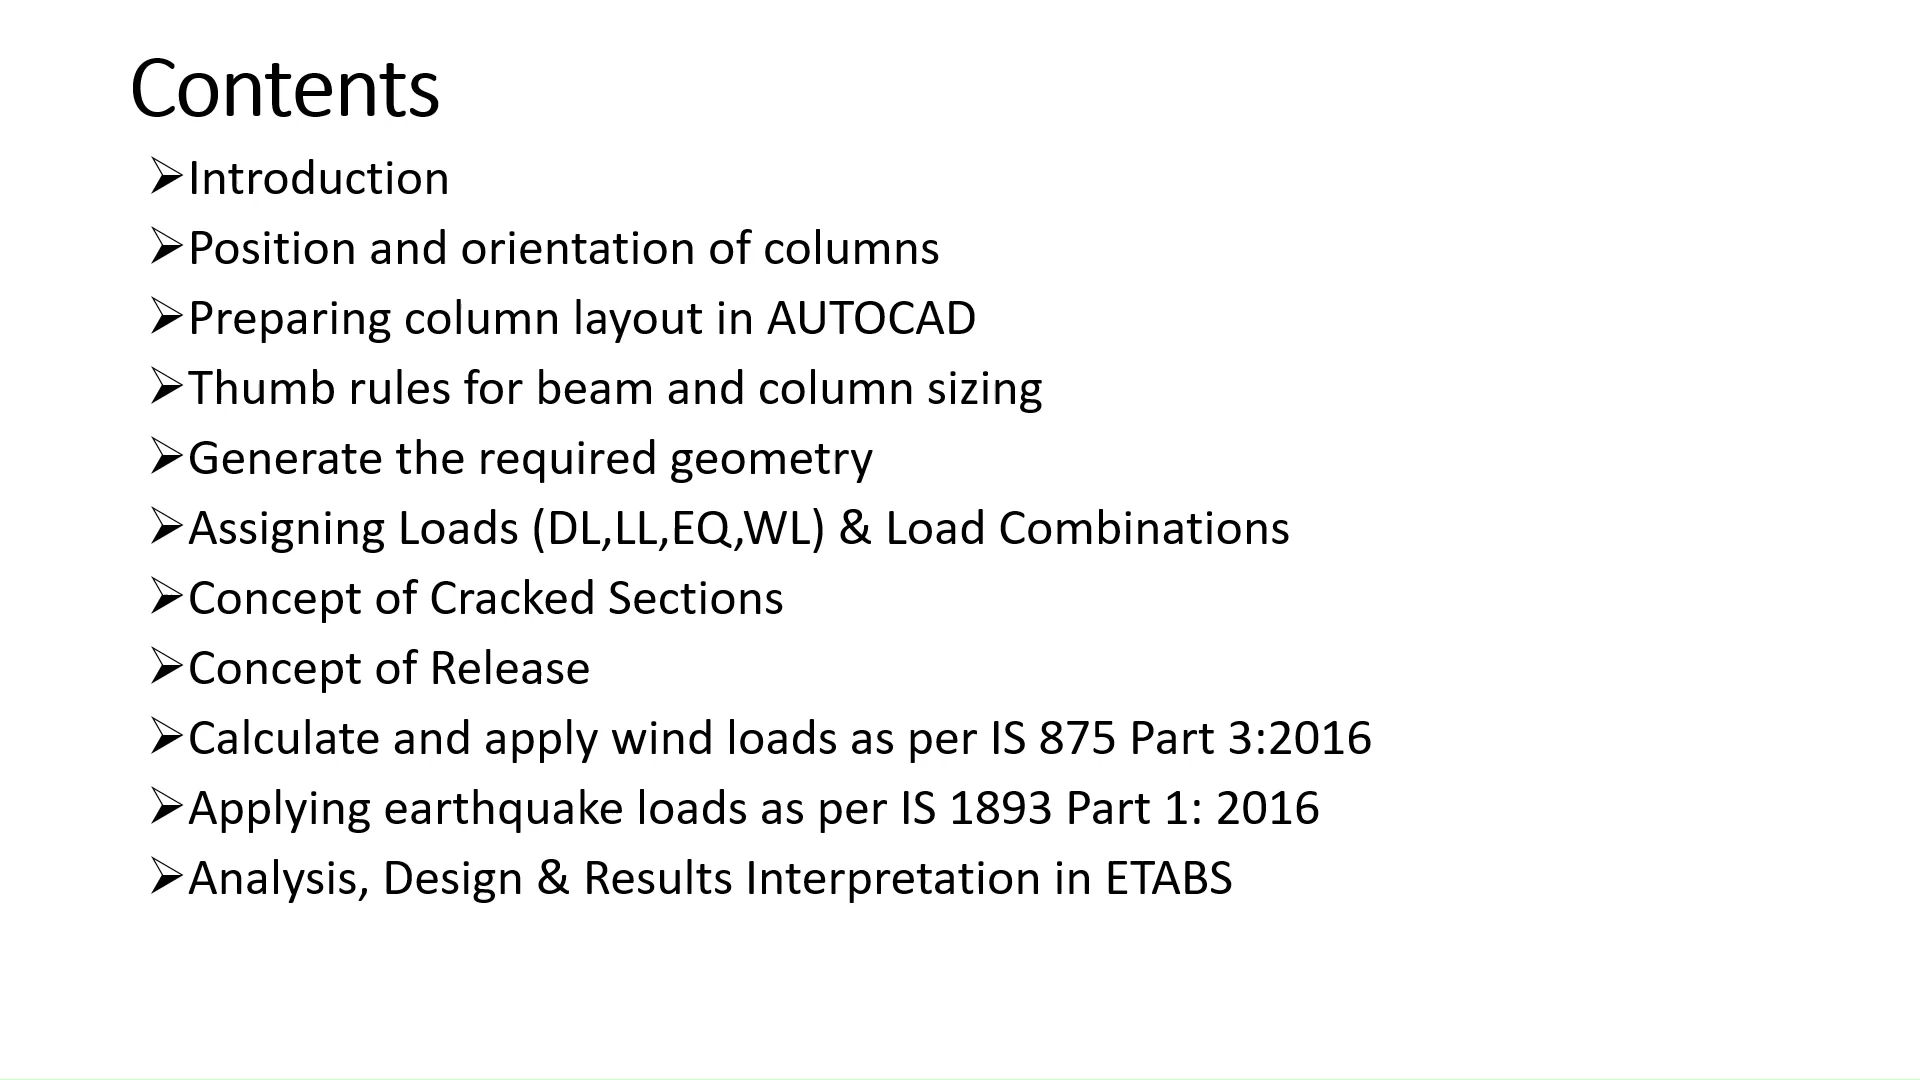 Contents
➢Introduction
➢Position and orientation of columns
➢Preparing column layout in AUTOCAD
➢Thumb rules for beam and column sizing
➢Generate the required geometry
➢Assigning Loads (DL,LL,EQ,WL) & Load Combinations
➢Concept of Cracked Sections
➢Concept of Release
➢Calculate and apply wind loads as per IS 875 Part 3:2016
➢Applying earthquake loads as per IS 1893 Part 1: 2016
➢Analysis, Design & Results Interpretation in ETABS